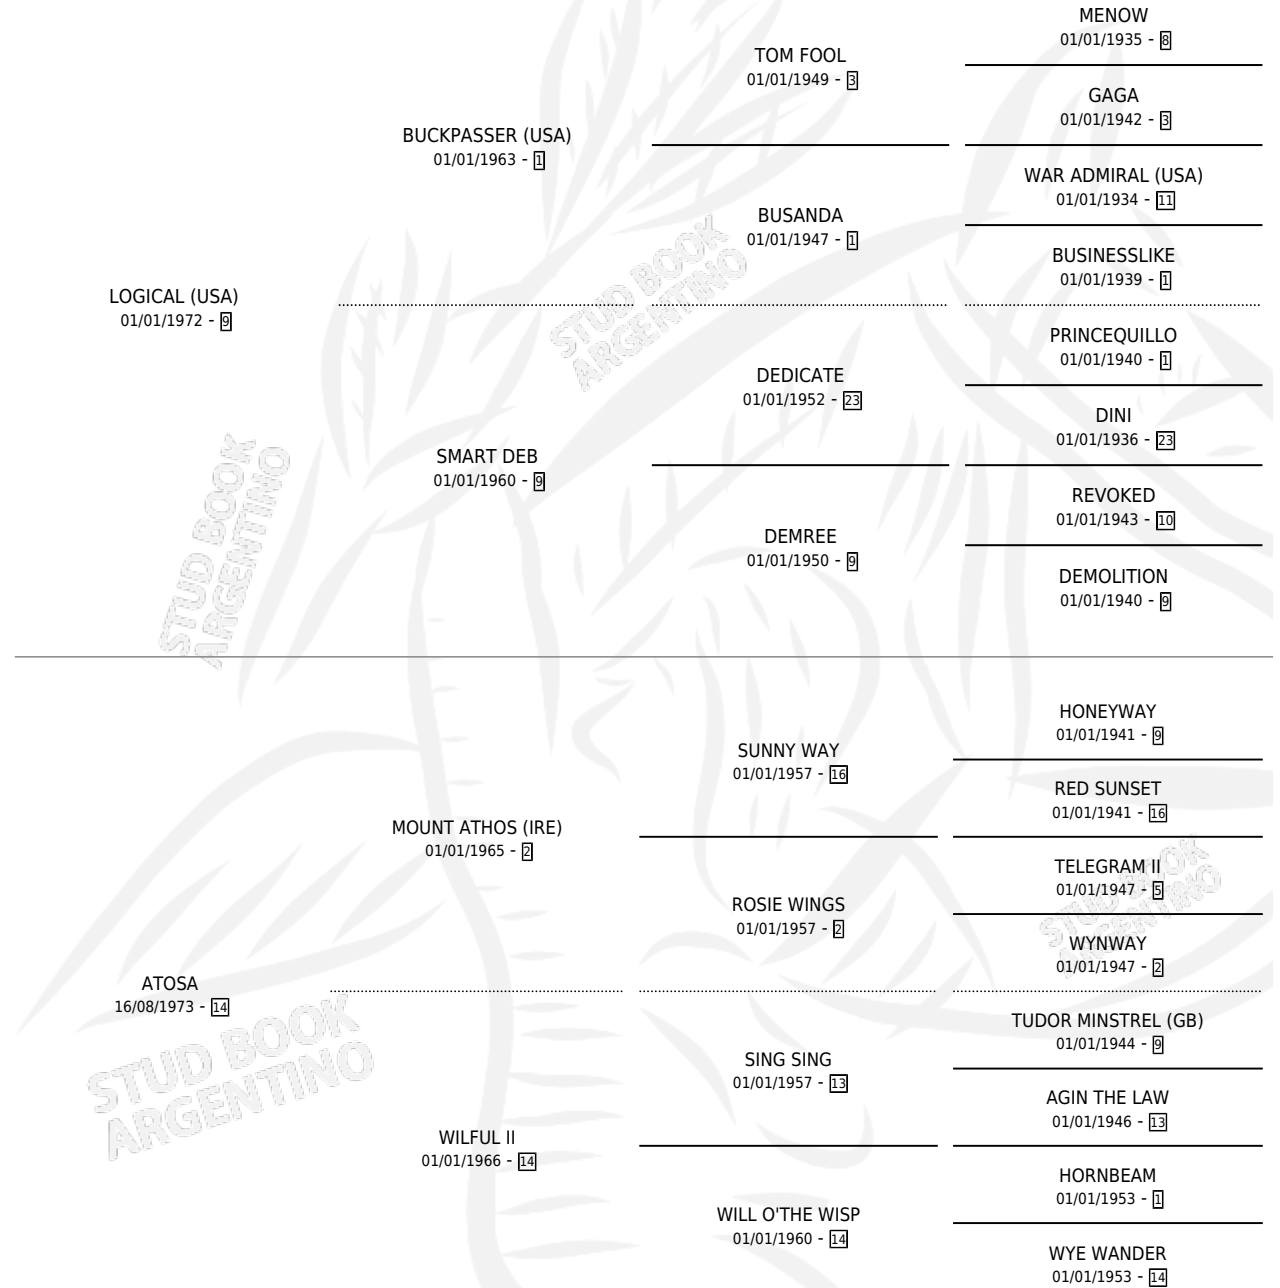 MENOW
01/01/1935 - 8
TOM FOOL
01/01/1949 - 3
GAGA
01/01/1942 - 3
BUCKPASSER (USA)
01/01/1963 - 1
WAR ADMIRAL (USA)
01/01/1934 - 11
BUSANDA
01/01/1947 - 1
BUSINESSLIKE
01/01/1939 - 1
LOGICAL (USA)
01/01/1972 - 9
STUD BOOK
ARGENTINO
PRINCEQUILLO
01/01/1940 - 1
DEDICATE
01/01/1952 - 23
DINI
01/01/1936 - 23
SMART DEB
01/01/1960 - 9
REVOKED
01/01/1943 - 10
DEMREE
01/01/1950 - 9
DEMOLITION
01/01/1940 - 9
STUD BOOK
ARGENTINO
HONEYWAY
01/01/1941 - 9
SUNNY WAY
01/01/1957 - 16
RED SUNSET
01/01/1941 - 16
MOUNT ATHOS (IRE)
01/01/1965 - 2
TELEGRAM II
01/01/1947 - 5
ROSIE WINGS
01/01/1957 - 2
STUD BOOK
ARGENTINO
WYNWAY
01/01/1947 - 2
ATOSA
16/08/1973 - 14
TUDOR MINSTREL (GB)
01/01/1944 - 9
SING SING
01/01/1957 - 13
STUD BOOK
ARGENTINO
AGIN THE LAW
01/01/1946 - 13
WILFUL II
01/01/1966 - 14
HORNBEAM
01/01/1953 - 1
WILL O'THE WISP
01/01/1960 - 14
WYE WANDER
01/01/1953 - 14